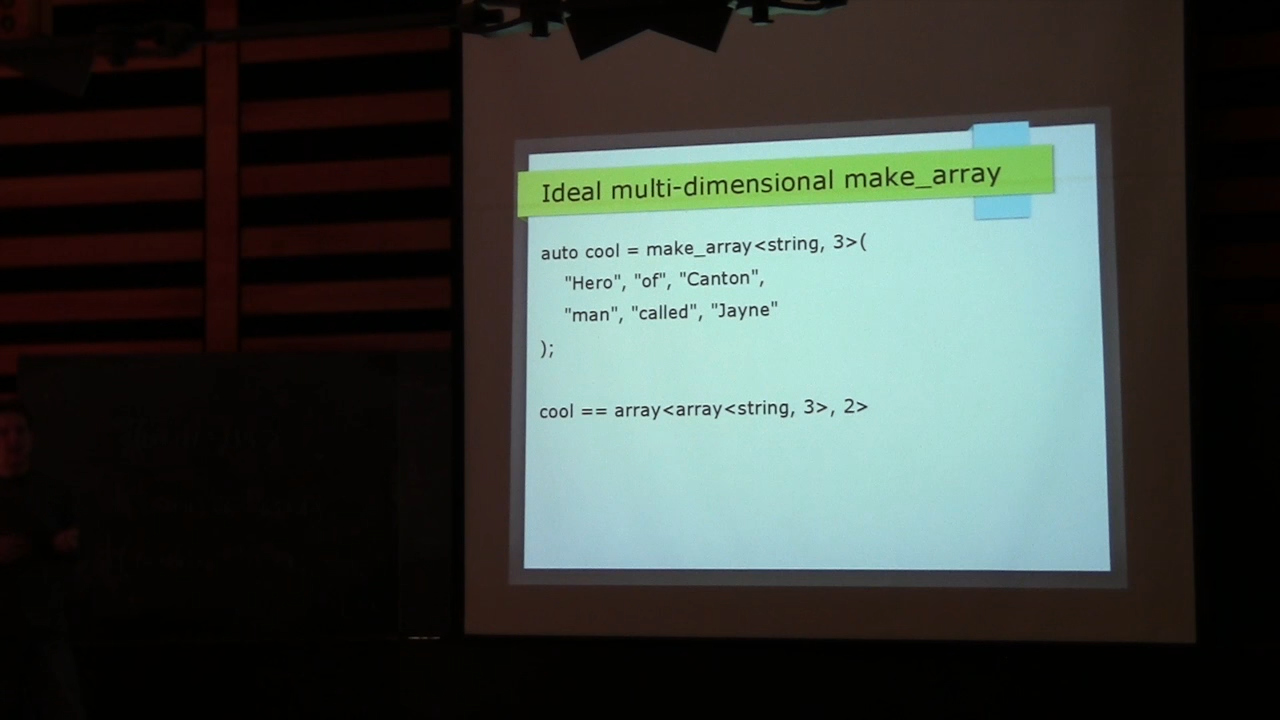 Ideal multi-dimensional make_array
auto cool = make_array<string, 3>(
"Hero", "of", "Canton",
"man", "called", "Jayne"
);
cool == array<array<string, 3>, 2>